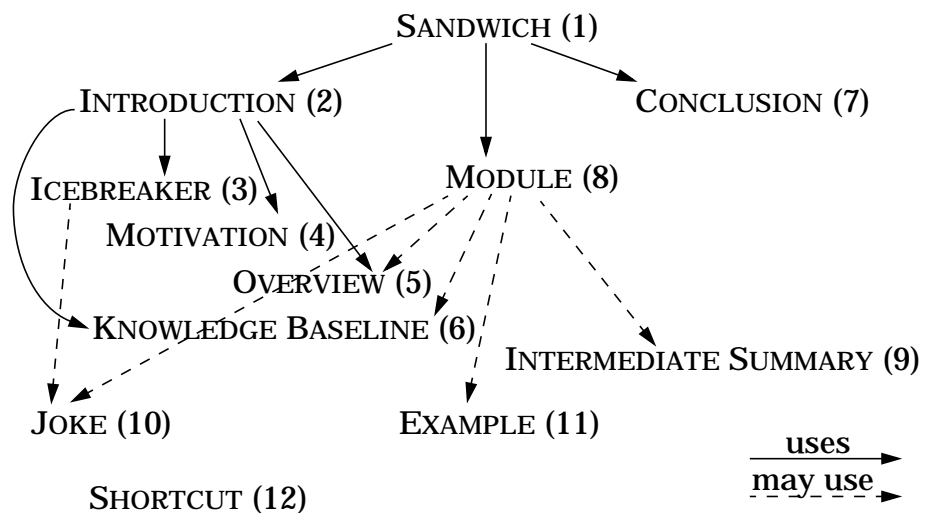 SANDWICH (1)
INTRODUCTION (2)
CONCLUSION (7)
ICEBREAKER (3)
MODULE (8)
MOTIVATION (4)
OVERVIEW (5)
KNOWLEDGE BASELINE (6)
INTERMEDIATE SUMMARY (9)
JOKE (10)
EXAMPLE (11)
uses
may use
SHORTCUT (12)